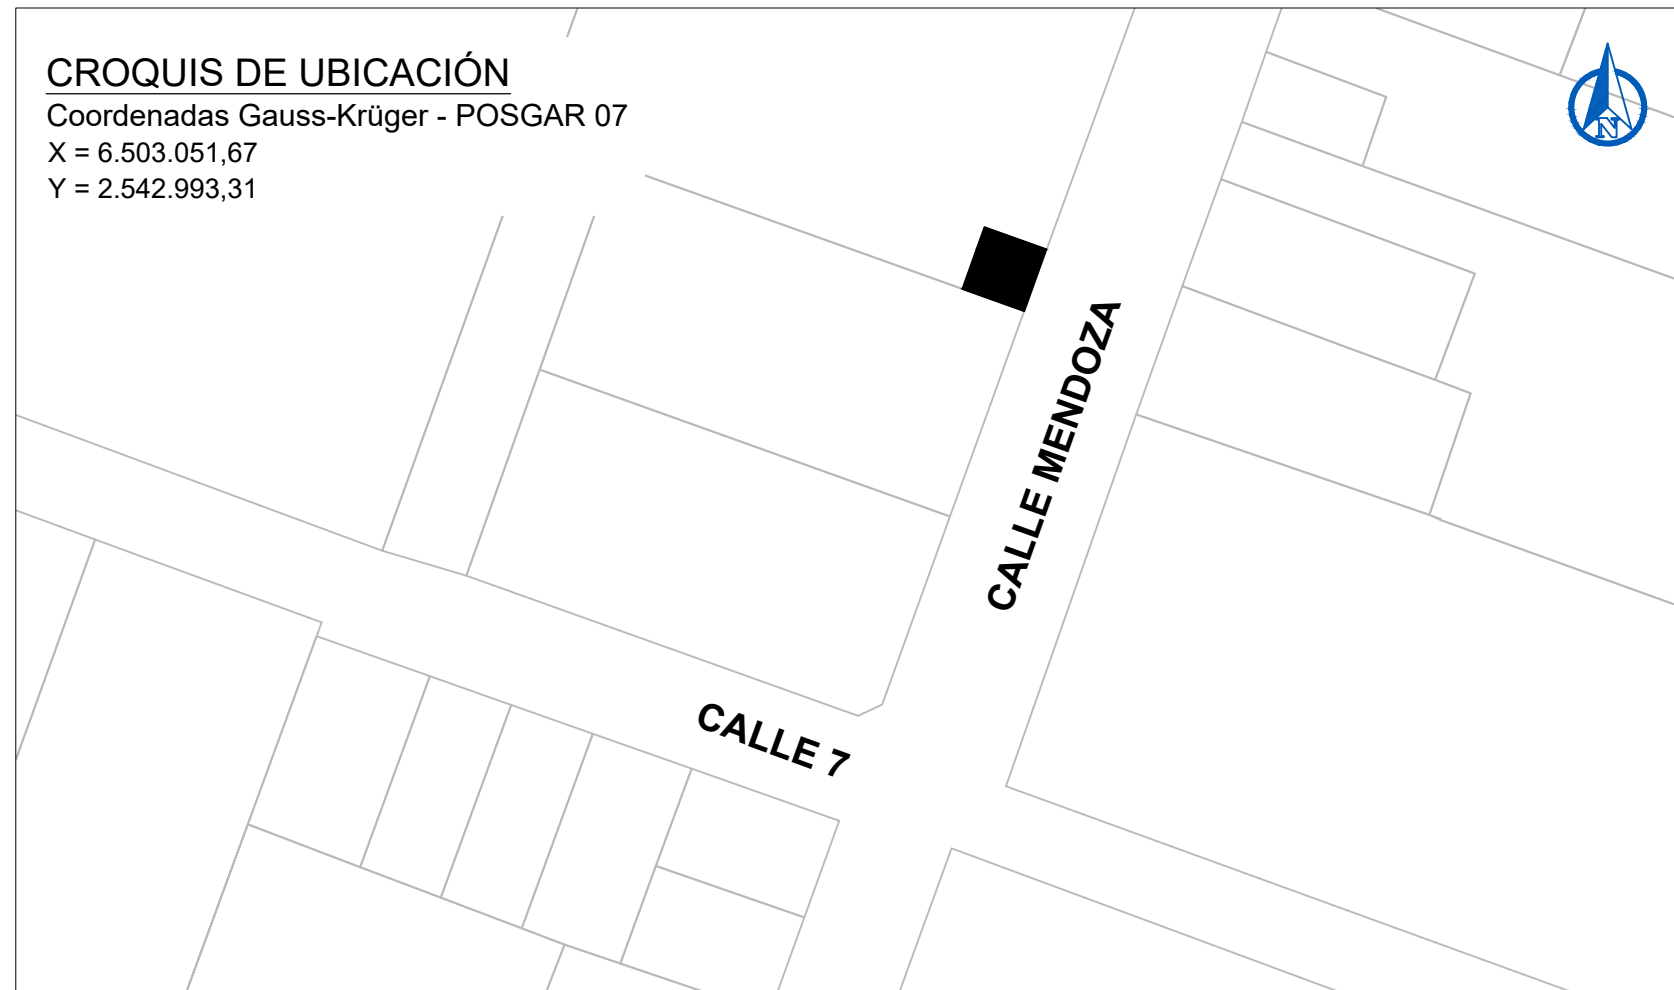 CROQUIS DE UBICACIÓN
Coordenadas Gauss-Krüger - POSGAR 07
X = 6.503.051,67
Y = 2.542.993,31
N
CALLE MENDOZA
CALLE 7